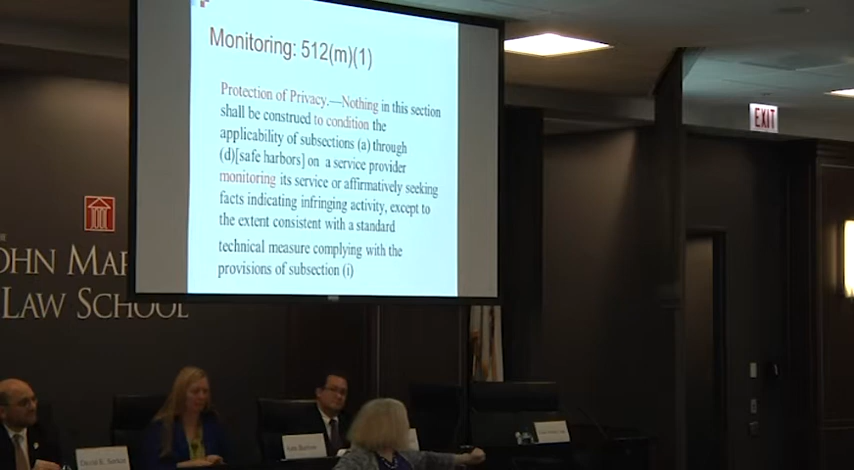 Monitoring: 512(m)(1)
Protection of Privacy.—Nothing in this section
shall be construed to condition the
applicability of subsections (a) through
(d)[safe harbors] on a service provider
monitoring its service or affirmatively seeking
facts indicating infringing activity, except to
the extent consistent with a standard
technical measure complying with the
provisions of subsection (i)
EXIT
OHN MAR
LAW SCHOOL
David E.